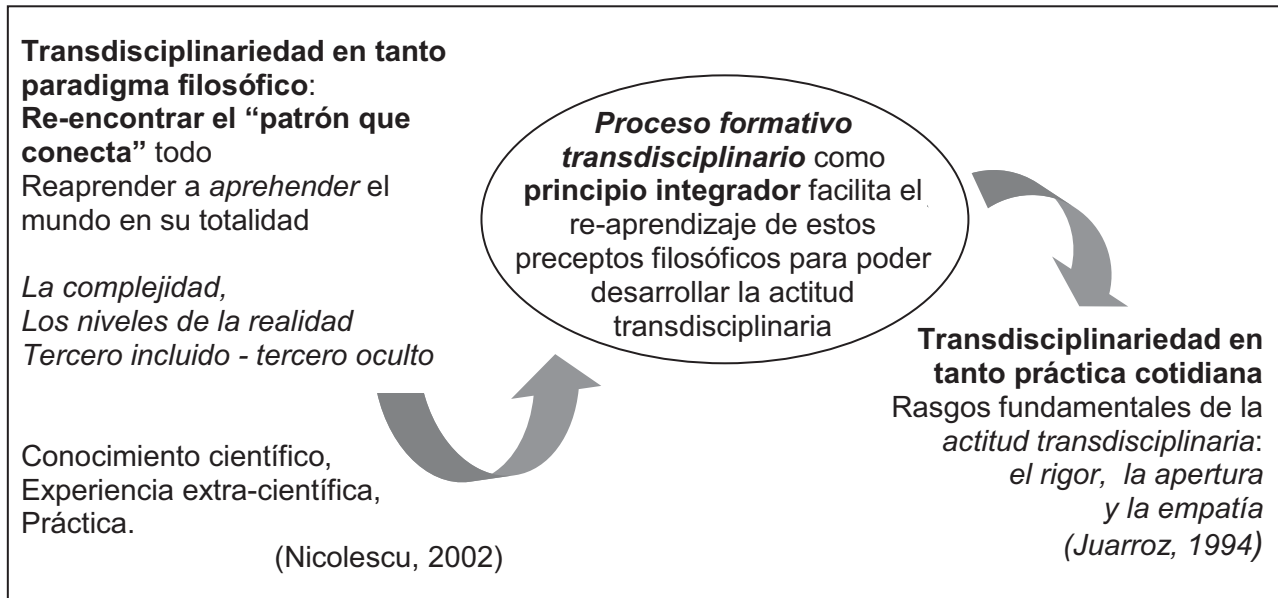 Transdisciplinariedad en tanto
paradigma filosófico:
Re-encontrar el “patrón que
conecta” todo
Reaprender a aprehender el
mundo en su totalidad
La complejidad,
Los niveles de la realidad
Tercero incluido - tercero oculto
Conocimiento científico,
Experiencia extra-científica,
Práctica.
(Nicolescu, 2002)
Proceso formativo
transdisciplinario como
principio integrador facilita el
re-aprendizaje de estos
preceptos filosóficos para poder
desarrollar la actitud
transdisciplinaria
Transdisciplinariedad en
tanto práctica cotidiana
Rasgos fundamentales de la
actitud transdisciplinaria:
el rigor, la apertura
y la empatía
(Juarroz, 1994)